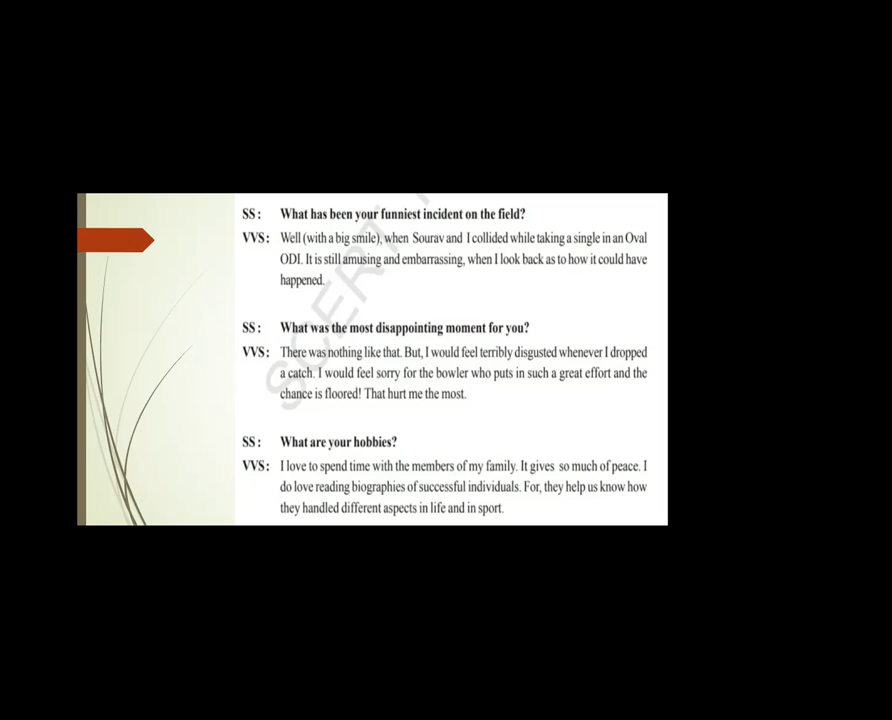 SS : What has been your funniest incident on the field?
VVS : Well (with a big smile), when Sourav and I collided while taking a single in an Oval
ODI. It is still amusing and embarrassing, when I look back as to how it could have
happened.
SS : What was the most disappointing moment for you?
VVS : There was nothing like that. But, I would feel terribly disgusted whenever I dropped
a catch. I would feel sorry for the bowler who puts in such a great effort and the
chance is floored! That hurt me the most.
SS : What are your hobbies?
VVS : I love to spend time with the members of my family. It gives so much of peace. I
do love reading biographies of successful individuals. For, they help us know how
they handled different aspects in life and in sport.
SCERT